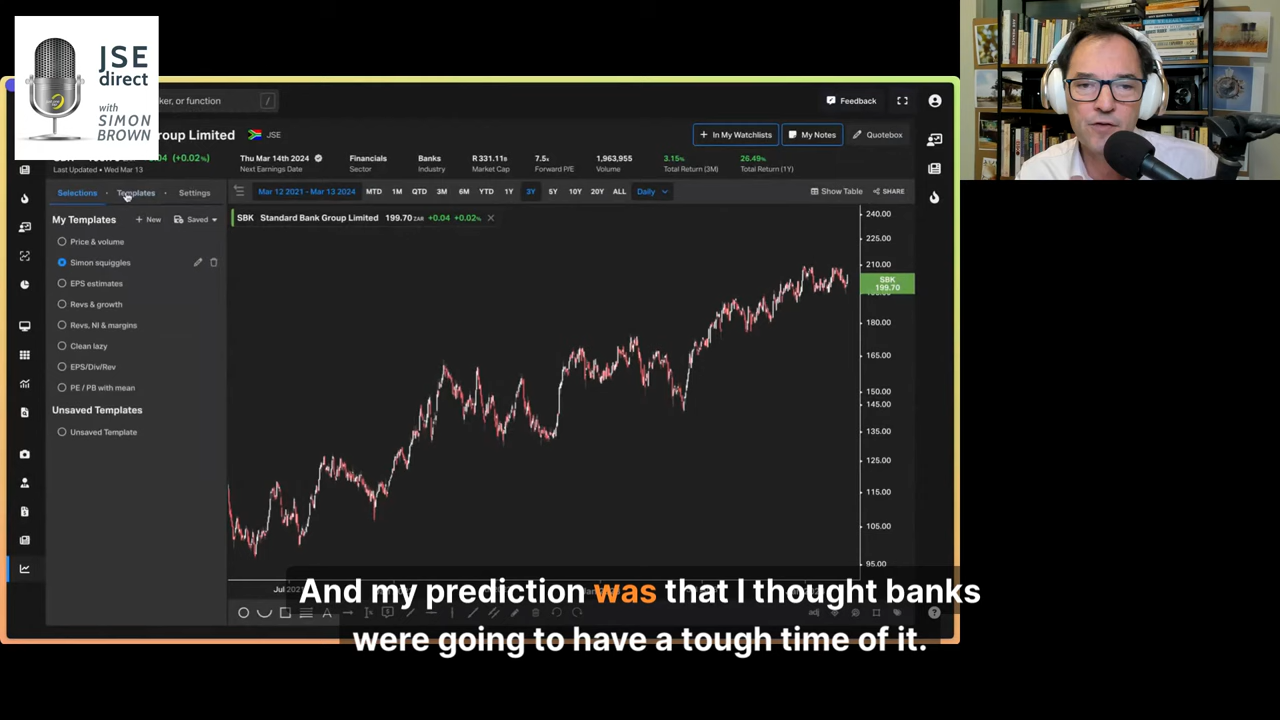 JSE
direct
with
SIMON
BROWN
ker, or function
/
Feedback
Group Limited
JSE
+ In My Watchlists
My Notes
Quotebox
(+0.02%)
Last Updated • Wed Mar 13
Thu Mar 14th 2024
Next Earnings Date
Financials
Sector
Banks
Industry
R 331.11B
Market Cap
7.5x
Forward P/E
1,963,955
Volume
3.15%
Total Return (3M)
26.49%
Total Return (1Y)
Selections
Templates
Settings
Mar 12 2021 - Mar 13 2024
MTD
1M
QTD
3M
6M
YTD
1Y
3Y
5Y
10Y
20Y
ALL
Daily
Show Table
SHARE
My Templates
+ New
Saved
Price & volume
Simon squiggles
EPS estimates
Revs & growth
Revs, NI & margins
Clean lazy
EPS/Div/Rev
PE / PB with mean
Unsaved Templates
Unsaved Template
SBK Standard Bank Group Limited 199.70 +0.04 +0.02%
240.00
225.00
210.00
SBK
199.70
180.00
165.00
150.00
145.00
135.00
125.00
115.00
105.00
95.00
And my prediction was that I thought banks
were going to have a tough time of it.